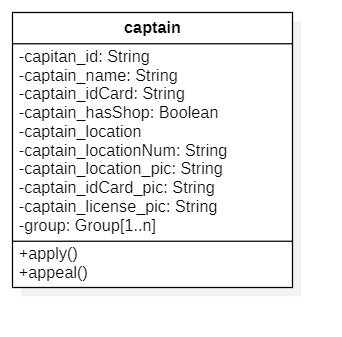 captain
-capitan_id: String
-captain_name: String
-captain_idCard: String
-captain_hasShop: Boolean
-captain_location
-captain_locationNum: String
-captain_location_pic: String
-captain_idCard_pic: String
-captain_license_pic: String
-group: Group[1..n]
+apply()
+appeal()